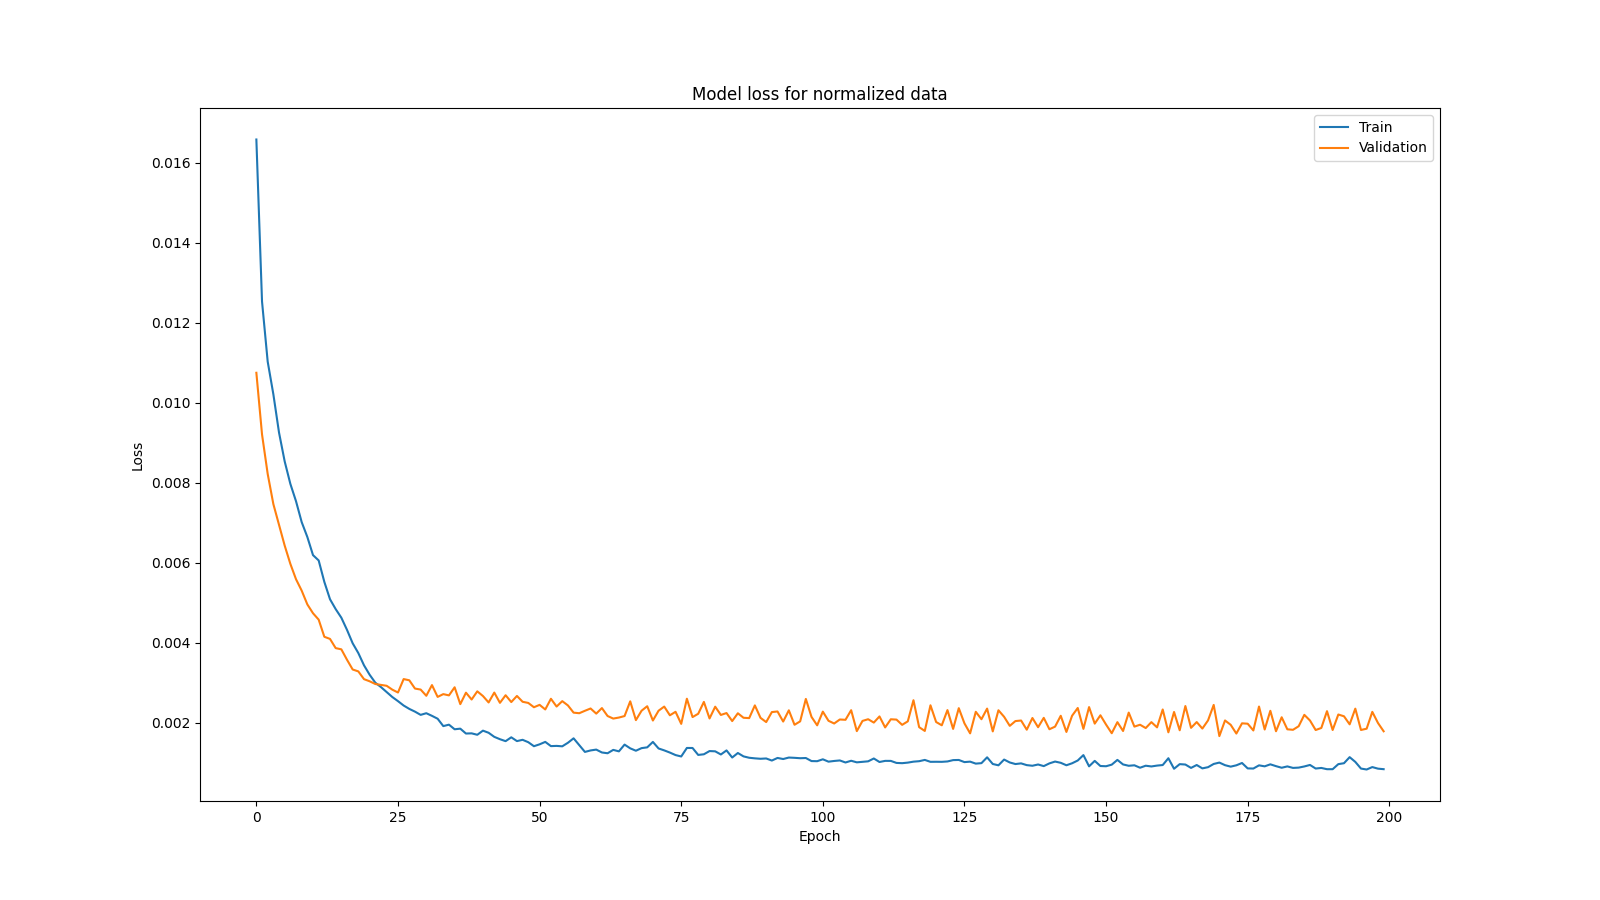 Model loss for normalized data
Train
Validation
0.016
0.014
0.012
0.010
0.008
0.006
0.004
0.002
Loss
0 25 50 75 100 125 150 175 200
Epoch